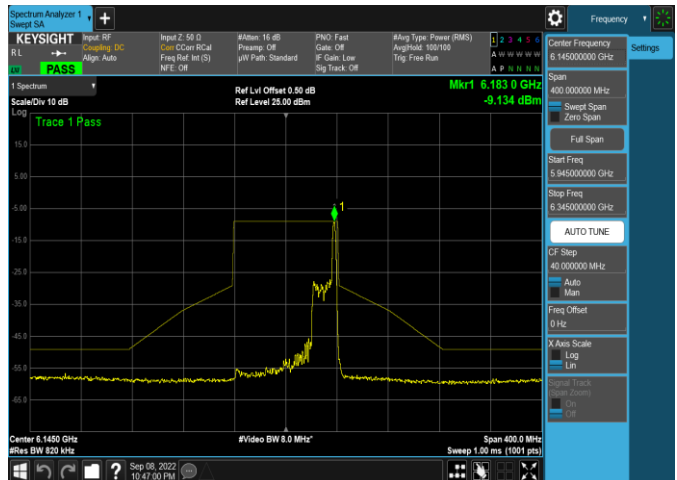 Spectrum Analyzer 1
Swept SA
+
Frequency
KEYSIGHT
RL
LV
PASS
Input: RF
Coupling: DC
Align: Auto
Input Z: 50 Ω
Corr CCorr RCal
Freq Ref: Int (S)
NFE: Off
#Atten: 16 dB
Preamp: Off
µW Path: Standard
PNO: Fast
Gate: Off
IF Gain: Low
Sig Track: Off
#Avg Type: Power (RMS)
Avg|Hold: 100/100
Trig: Free Run
1 2 3 4 5 6
A W W W W W
A P N N N N
1 Spectrum
Scale/Div 10 dB
Log
Ref Lvl Offset 0.50 dB
Ref Level 25.00 dBm
Mkr1 6.183 0 GHz
-9.134 dBm
Trace 1 Pass
15.0
5.00
-5.00
-15.0
-25.0
-35.0
-45.0
-55.0
-65.0
1
Center 6.1450 GHz
#Res BW 820 kHz
#Video BW 8.0 MHz*
Span 400.0 MHz
Sweep 1.00 ms (1001 pts)
Center Frequency
6.145000000 GHz
Settings
Span
400.000000 MHz
Swept Span
Zero Span
Full Span
Start Freq
5.945000000 GHz
Stop Freq
6.345000000 GHz
AUTO TUNE
CF Step
40.000000 MHz
Auto
Man
Freq Offset
0 Hz
X Axis Scale
Log
Lin
Signal Track
(Span Zoom)
On
Off
?
Sep 08, 2022
10:47:00 PM